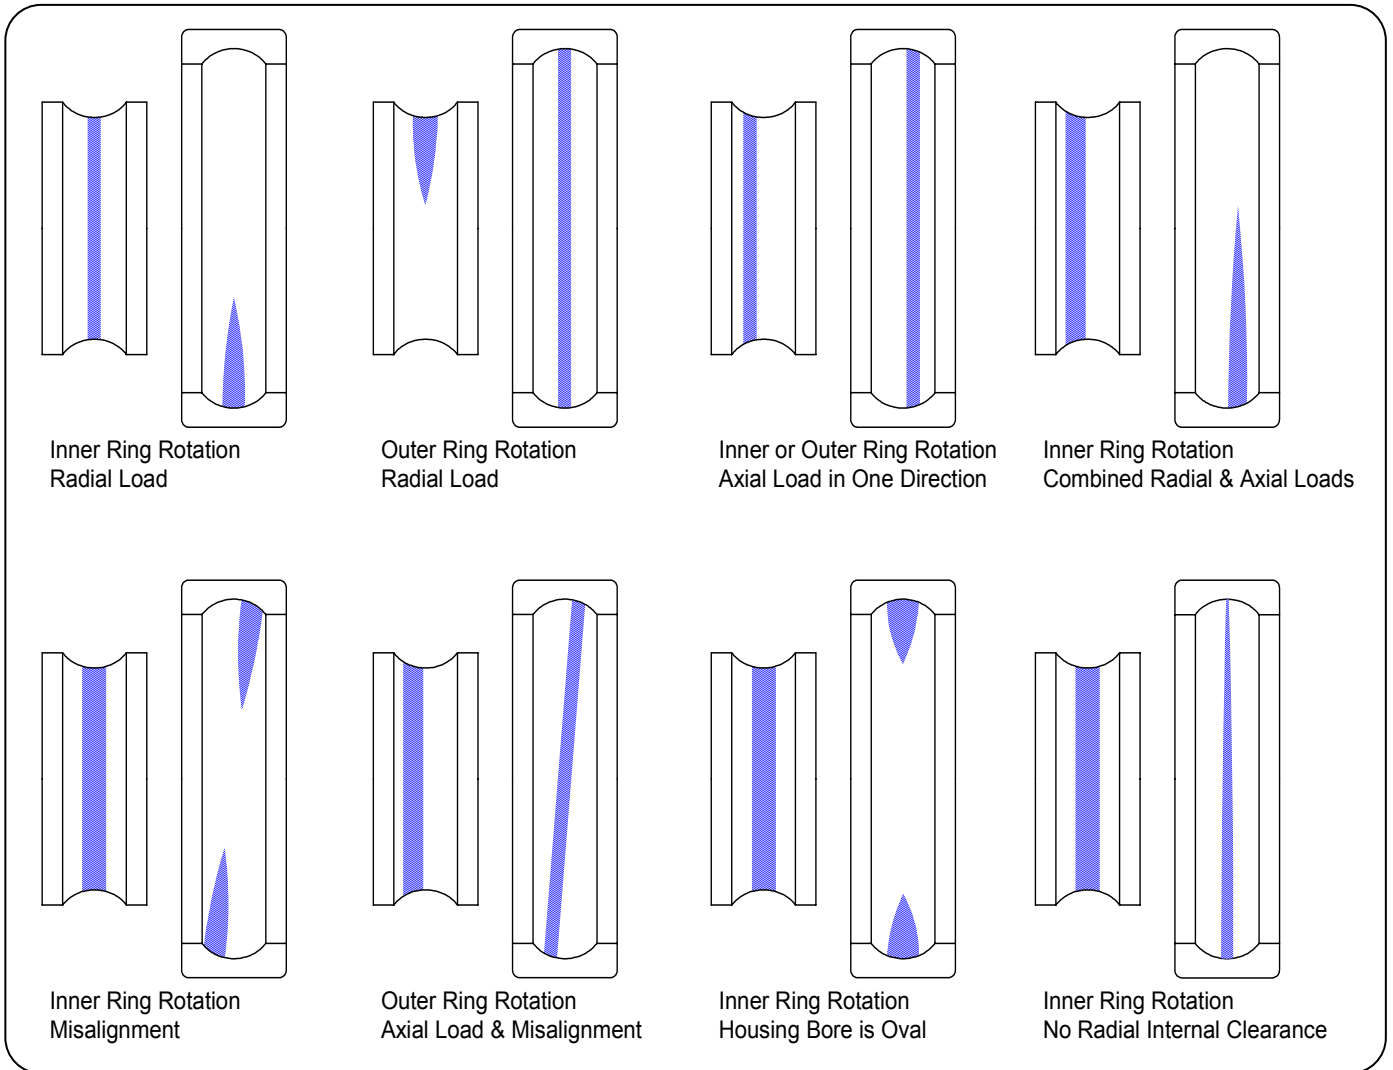 Inner Ring Rotation
Radial Load
Outer Ring Rotation
Radial Load
Inner or Outer Ring Rotation
Axial Load in One Direction
Inner Ring Rotation
Combined Radial & Axial Loads
Inner Ring Rotation
Misalignment
Outer Ring Rotation
Axial Load & Misalignment
Inner Ring Rotation
Housing Bore is Oval
Inner Ring Rotation
No Radial Internal Clearance